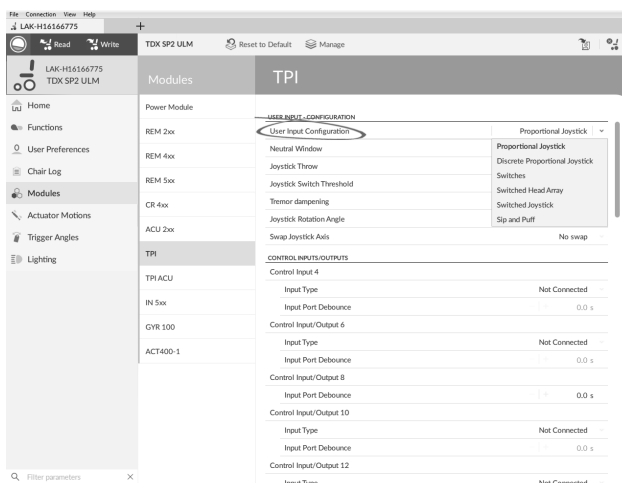 File Connection View Help
LAK-H16166775 +
Read Write TDX SP2 ULM Reset to Default Manage
LAK-H16166775
TDX SP2 ULM
Home
Functions
User Preferences
Chair Log
Modules
Actuator Motions
Trigger Angles
Lighting
Filter parameters
Modules
Power Module
REM 2xx
REM 4xx
REM 5xx
CR 4xx
ACU 2xx
TPI
TPI ACU
IN 5xx
GYR 100
ACT400-1
TPI
USER INPUT - CONFIGURATION
User Input Configuration Proportional Joystick
Neutral Window
Joystick Throw
Joystick Switch Threshold
Tremor dampening
Joystick Rotation Angle
Proportional Joystick
Discrete Proportional Joystick
Switches
Switched Head Array
Switched Joystick
Sip and Puff
Swap Joystick Axis No swap
CONTROL INPUTS/OUTPUTS
Control Input 4
Input Type Not Connected
Input Port Debounce 0.0 s
Control Input/Output 6
Input Type Not Connected
Input Port Debounce 0.0 s
Control Input/Output 8
Input Port Debounce + 0.0 s
Control Input/Output 10
Input Type Not Connected
Input Port Debounce 0.0 s
Control Input/Output 12
Input Type Not Connected